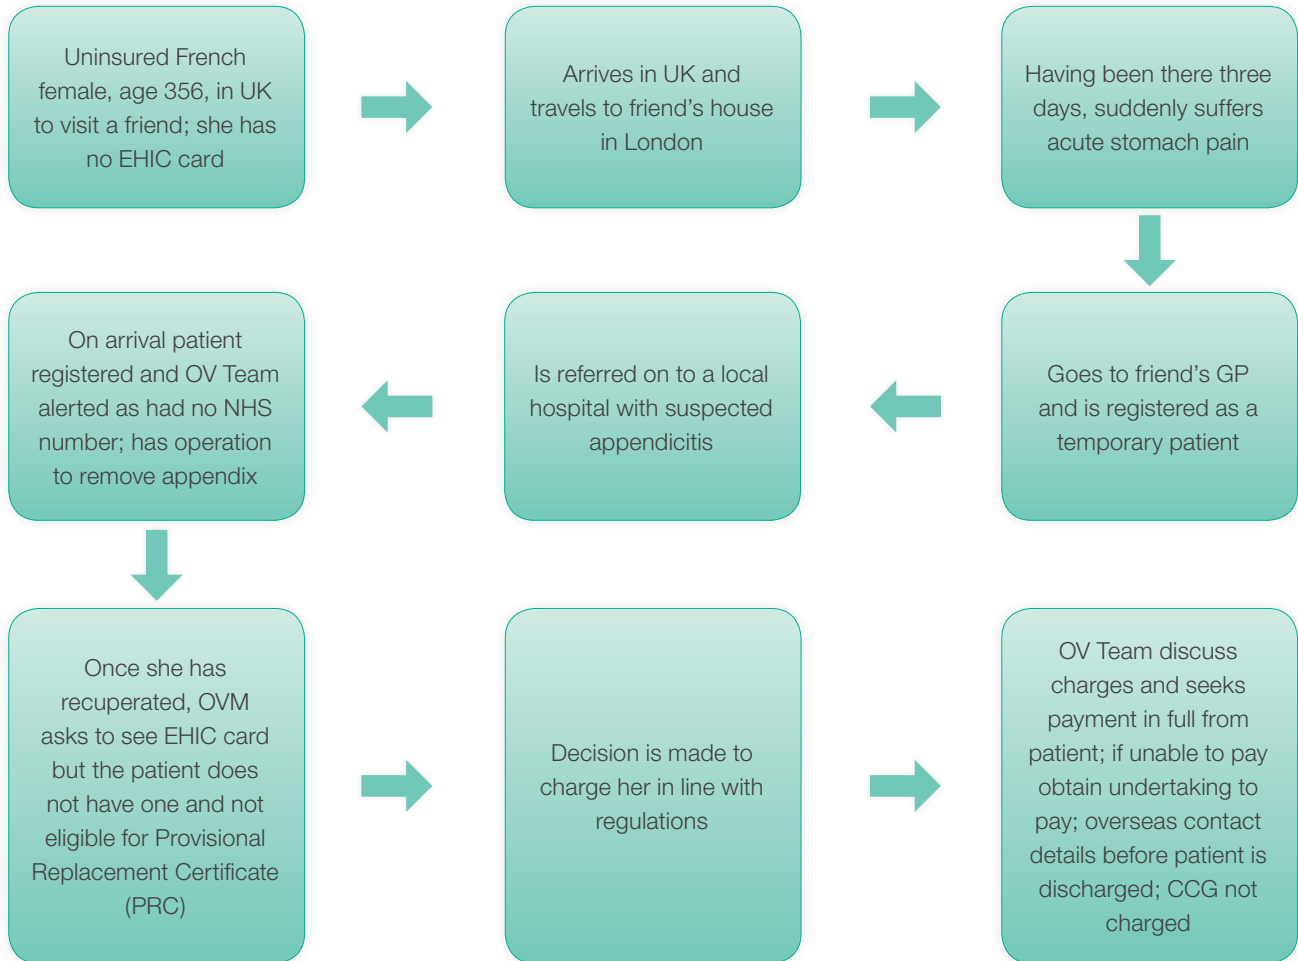 Uninsured French
female, age 356, in UK
to visit a friend; she has
no EHIC card
Arrives in UK and
travels to friend’s house
in London
Having been there three
days, suddenly suffers
acute stomach pain
Goes to friend’s GP
and is registered as a
temporary patient
Is referred on to a local
hospital with suspected
appendicitis
On arrival patient
registered and OV Team
alerted as had no NHS
number; has operation
to remove appendix
Once she has
recuperated, OVM
asks to see EHIC card
but the patient does
not have one and not
eligible for Provisional
Replacement Certificate
(PRC)
Decision is made to
charge her in line with
regulations
OV Team discuss
charges and seeks
payment in full from
patient; if unable to pay
obtain undertaking to
pay; overseas contact
details before patient is
discharged; CCG not
charged